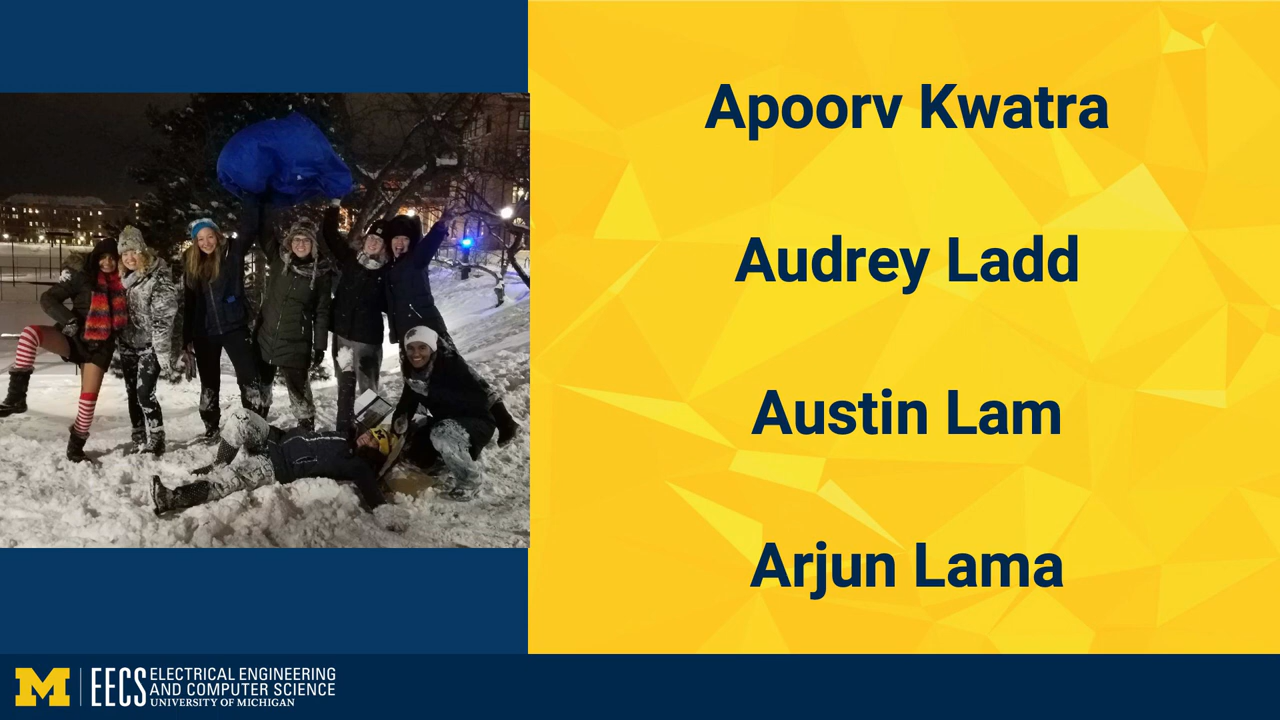 Apoorv Kwatra
Audrey Ladd
Austin Lam
Arjun Lama
M EECS ELECTRICAL ENGINEERING
AND COMPUTER SCIENCE
UNIVERSITY OF MICHIGAN